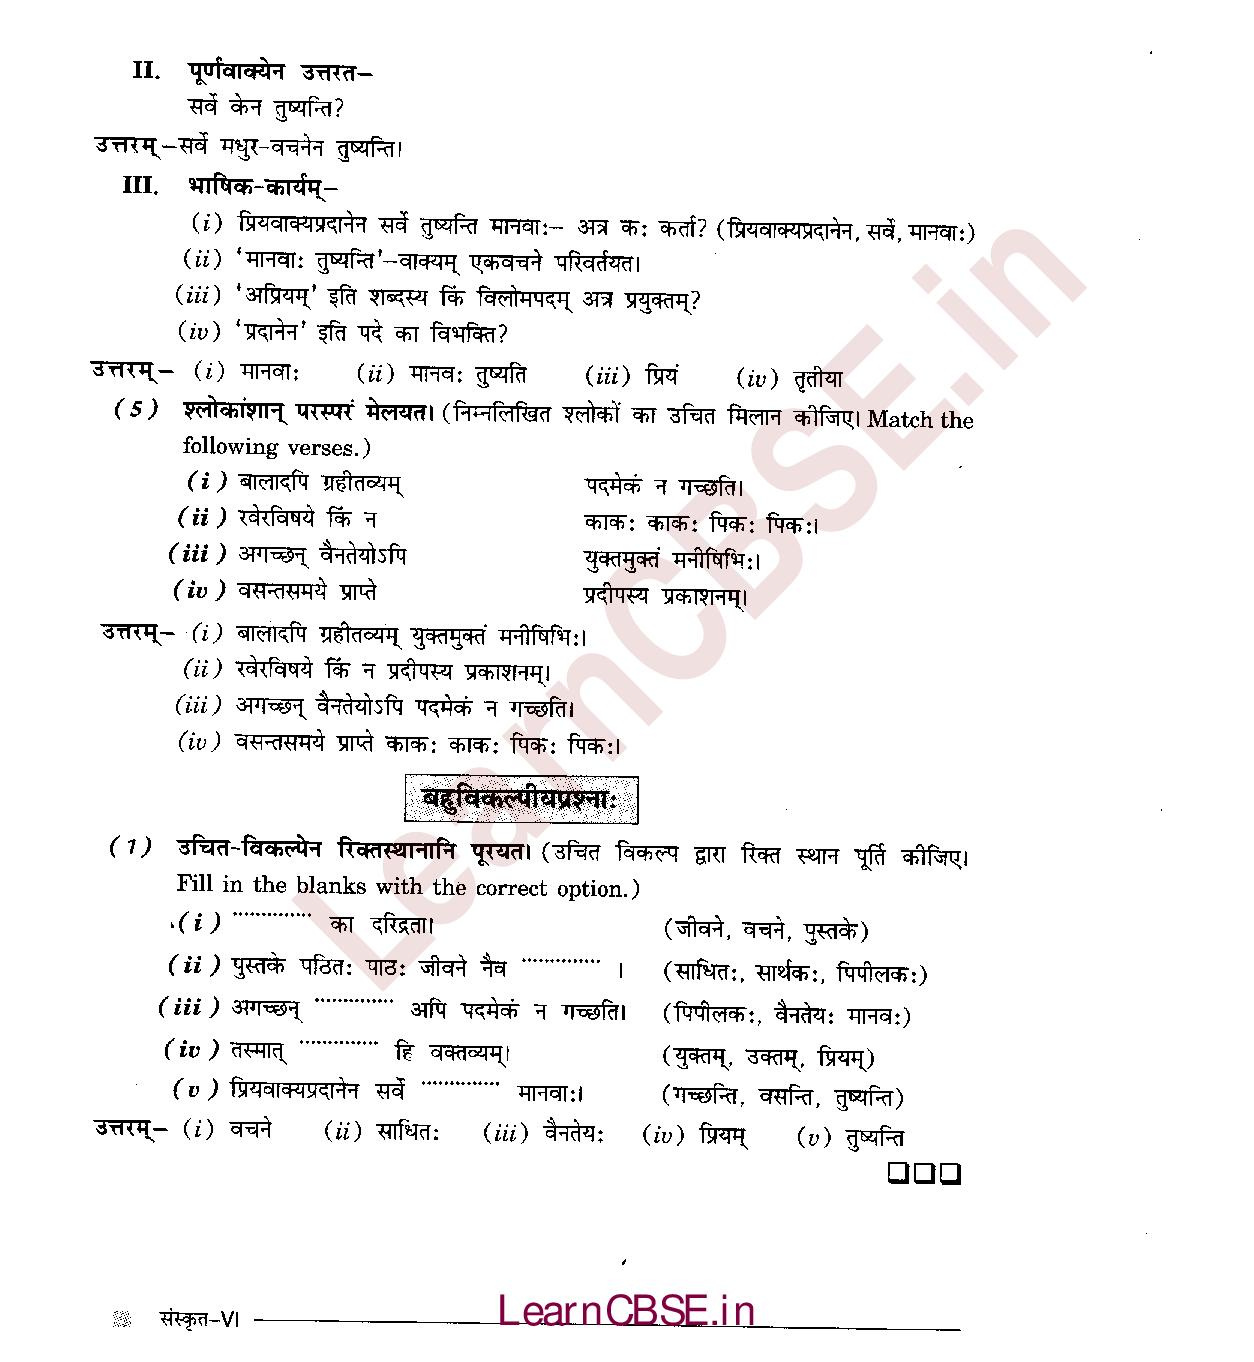 II. पूर्णवाक्येन उत्तरत–
सर्वे केन तुष्यन्ति?
उत्तरम्–सर्वे मधुर-वचनेन तुष्यन्ति।
III. भाषिक-कार्यम्–
(i) प्रियवाक्यप्रदानेन सर्वे तुष्यन्ति मानवाः– अत्र कः कर्ता? (प्रियवाक्यप्रदानेन, सर्वे, मानवाः)
(ii) ‘मानवाः तुष्यन्ति’–वाक्यम् एकवचने परिवर्तयत।
(iii) ‘अप्रियम्’ इति शब्दस्य किं विलोमपदम् अत्र प्रयुक्तम्?
(iv) ‘प्रदानेन’ इति पदे का विभक्ति?
उत्तरम्– (i) मानवाः (ii) मानवः तुष्यति (iii) प्रियं (iv) तृतीया
(5) श्लोकांशान् परस्परं मेलयत। (निम्नलिखित श्लोकों का उचित मिलान कीजिए। Match the
following verses.)
(i) बालादपि ग्रहीतव्यम् पदमेकं न गच्छति।
(ii) रवेरविषये किं न काकः काकः पिकः पिकः।
(iii) अगच्छन् वैनतेयोऽपि युक्तमुक्तं मनीषिभिः।
(iv) वसन्तसमये प्राप्ते प्रदीपस्य प्रकाशनम्।
उत्तरम्– (i) बालादपि ग्रहीतव्यम् युक्तमुक्तं मनीषिभिः।
(ii) रवेरविषये किं न प्रदीपस्य प्रकाशनम्।
(iii) अगच्छन् वैनतेयोऽपि पदमेकं न गच्छति।
(iv) वसन्तसमये प्राप्ते काकः काकः पिकः पिकः।
बहुविकल्पीयप्रश्नाः
(1) उचित-विकल्पेन रिक्तस्थानानि पूरयत। (उचित विकल्प द्वारा रिक्त स्थान पूर्ति कीजिए।
Fill in the blanks with the correct option.)
(i) .............. का दरिद्रता। (जीवने, वचने, पुस्तके)
(ii) पुस्तके पठितः पाठः जीवने नैव .............. । (साधितः, सार्थकः, पिपीलकः)
(iii) अगच्छन् .............. अपि पदमेकं न गच्छति। (पिपीलकः, वैनतेयः मानवः)
(iv) तस्मात् .............. हि वक्तव्यम्। (युक्तम्, उक्तम्, प्रियम्)
(v) प्रियवाक्यप्रदानेन सर्वे .............. मानवाः। (गच्छन्ति, वसन्ति, तुष्यन्ति)
उत्तरम्– (i) वचने (ii) साधितः (iii) वैनतेयः (iv) प्रियम् (v) तुष्यन्ति
संस्कृत–VI
LearnCBSE.in
LearnCBSE.in